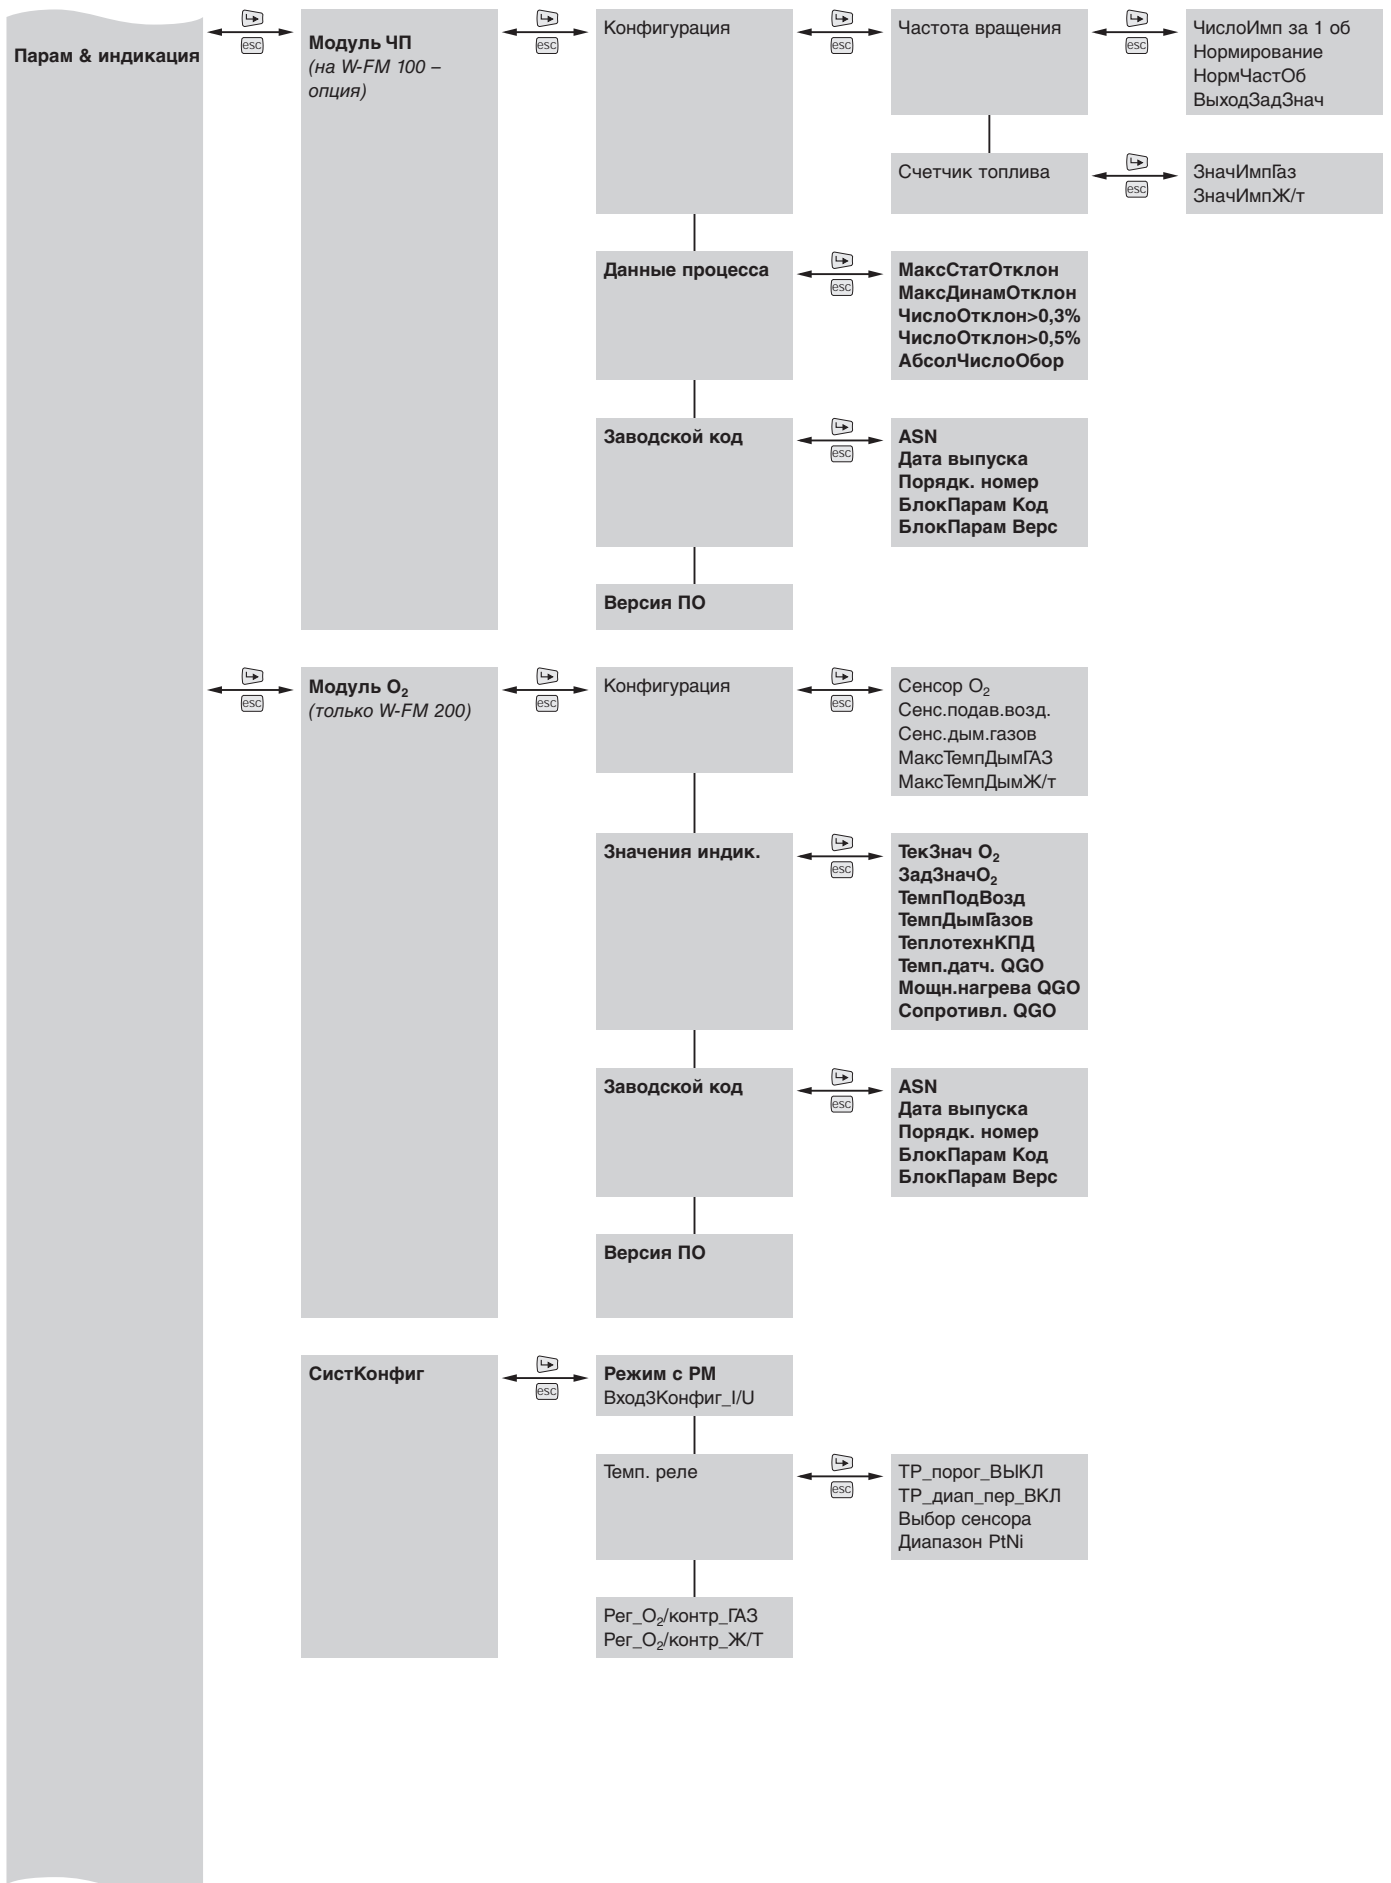 Парам & индикация
esc
Модуль ЧП
(на W-FM 100 –
опция)
esc
Конфигурация
esc
Частота вращения
esc
ЧислоИмп за 1 об
Нормирование
НормЧастОб
ВыходЗадЗнач
Счетчик топлива
esc
ЗначИмпГаз
ЗначИмпЖ/т
Данные процесса
esc
МаксСтатОтклон
МаксДинамОтклон
ЧислоОтклон>0,3%
ЧислоОтклон>0,5%
АбсолЧислоОбор
Заводской код
esc
ASN
Дата выпуска
Порядк. номер
БлокПарам Код
БлокПарам Верс
Версия ПО
esc
Модуль O₂
(только W-FM 200)
esc
Конфигурация
esc
Сенсор O₂
Сенс.подав.возд.
Сенс.дым.газов
МаксТемпДымГАЗ
МаксТемпДымЖ/т
Значения индик.
esc
ТекЗнач O₂
ЗадЗначO₂
ТемпПодВозд
ТемпДымГазов
ТеплотехнКПД
Темп.датч. QGO
Мощн.нагрева QGO
Сопротивл. QGO
Заводской код
esc
ASN
Дата выпуска
Порядк. номер
БлокПарам Код
БлокПарам Верс
Версия ПО
СистКонфиг
esc
Режим с РМ
Вход3Конфиг_I/U
Темп. реле
esc
ТР_порог_ВЫКЛ
ТР_диап_пер_ВКЛ
Выбор сенсора
Диапазон PtNi
Рег_O₂/контр_ГАЗ
Рег_O₂/контр_Ж/Т